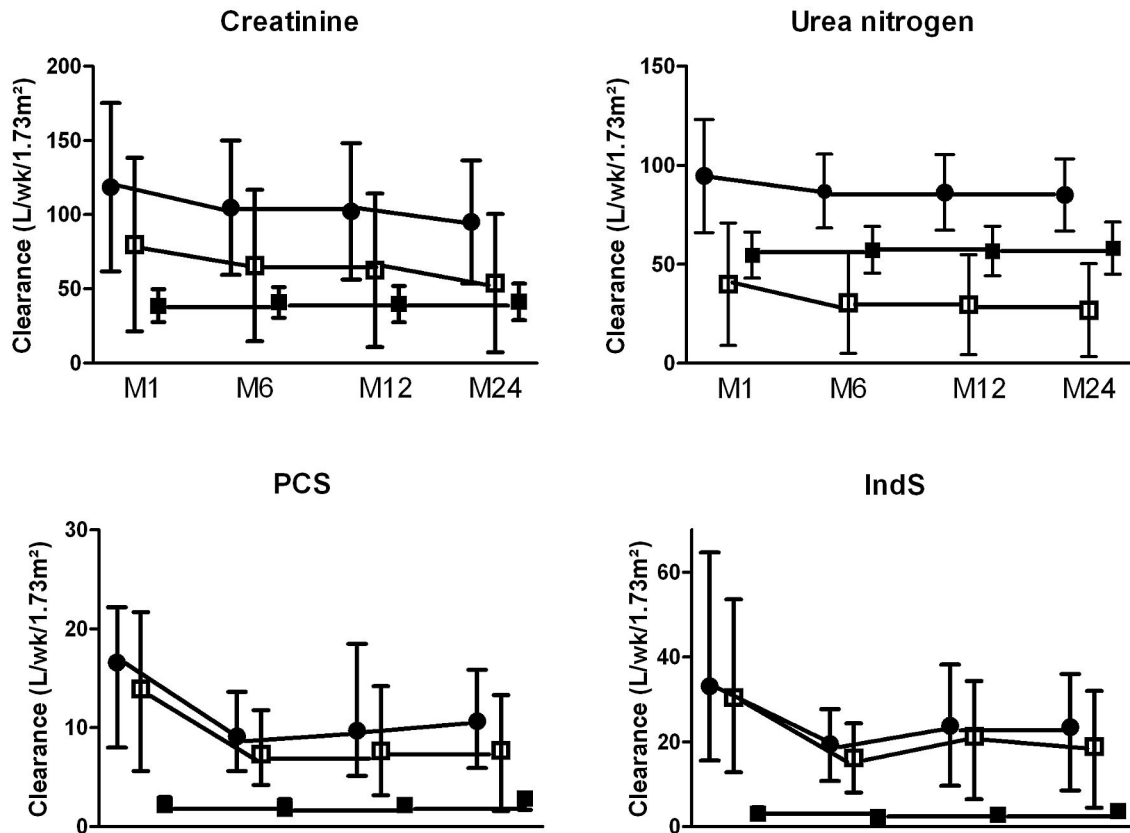 Creatinine
Clearance (L/wk/1.73m²)
200
150
100
50
0
M1 M6 M12 M24
Urea nitrogen
Clearance (L/wk/1.73m²)
150
100
50
0
M1 M6 M12 M24
PCS
Clearance (L/wk/1.73m²)
30
20
10
0
IndS
Clearance (L/wk/1.73m²)
60
40
20
0